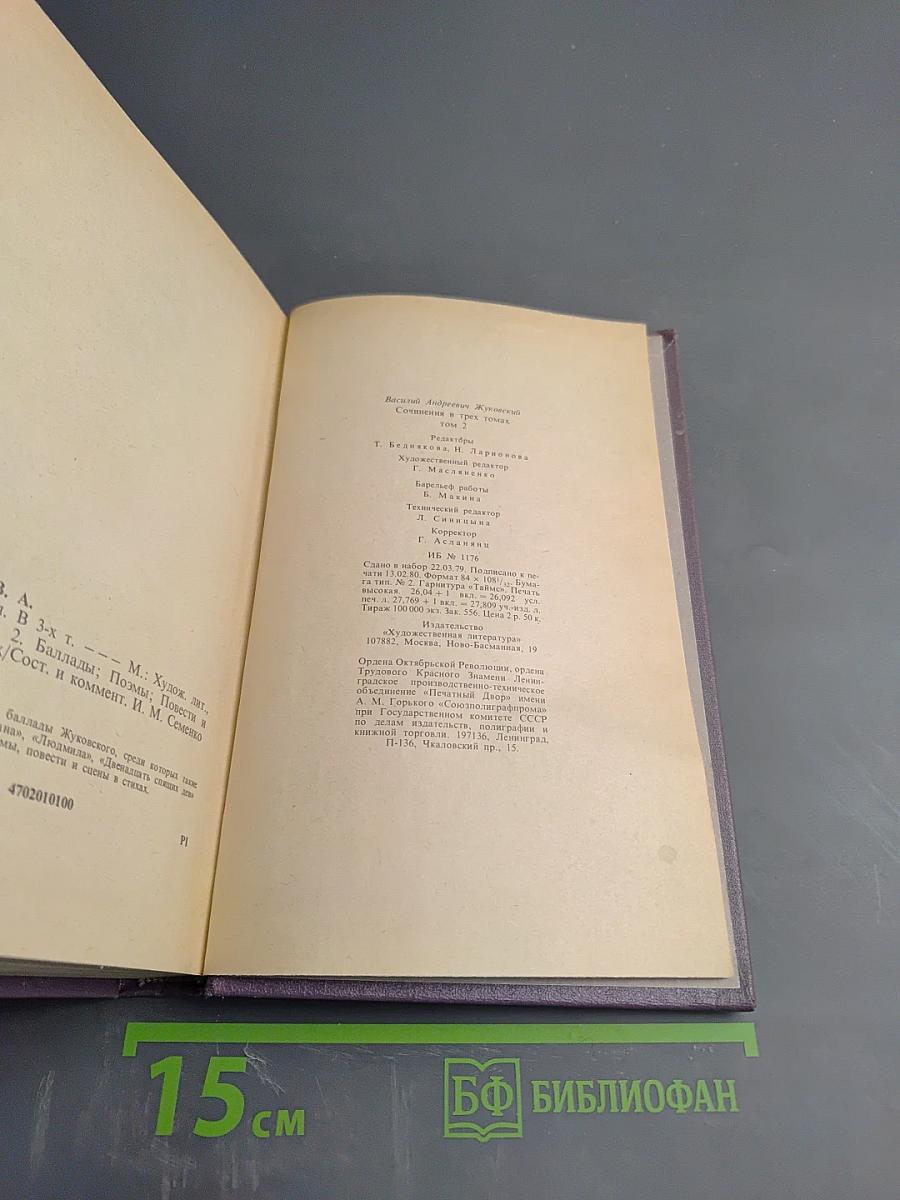 В. А.
В 3-х т. — — — М.: Худож. лит.,
2. Баллады; Поэмы; Повести и
/Сост. и коммент. И. М. Семенко
баллады Жуковского, среди которых такие
«Людмила», «Двенадцать спящих дев»
повести и сцены в стихах.
4702010100
РІ
Василий Андреевич Жуковский
Сочинения в трех томах
том 2
Редакторы
Т. Беднякова, Н. Ларионова
Художественный редактор
Г. Масляненко
Барельеф работы
Б. Макина
Технический редактор
Л. Синицына
Корректор
Г. Асланянц
ИБ № 1176
Сдано в набор 22.03.79. Подписано к пе-
чати 13.02.80. Формат 84 × 108¹/₃₂. Бума-
га тип. № 2. Гарнитура «Таймс». Печать
высокая. 26,04 + 1 вкл. = 26,092 усл.
печ. л. 27,769 + 1 вкл. = 27,809 уч.-изд. л.
Тираж 100 000 экз. Зак. 556. Цена 2 р. 50 к.
Издательство
«Художественная литература»
107882, Москва, Ново-Басманная, 19
Ордена Октябрьской Революции, ордена
Трудового Красного Знамени Ленин-
градское производственно-техническое
объединение «Печатный Двор» имени
А. М. Горького «Союзполиграфпрома»
при Государственном комитете СССР
по делам издательств, полиграфии и
книжной торговли. 197136, Ленинград,
П-136, Чкаловский пр., 15.
15 см
БФ БИБЛИОФАН